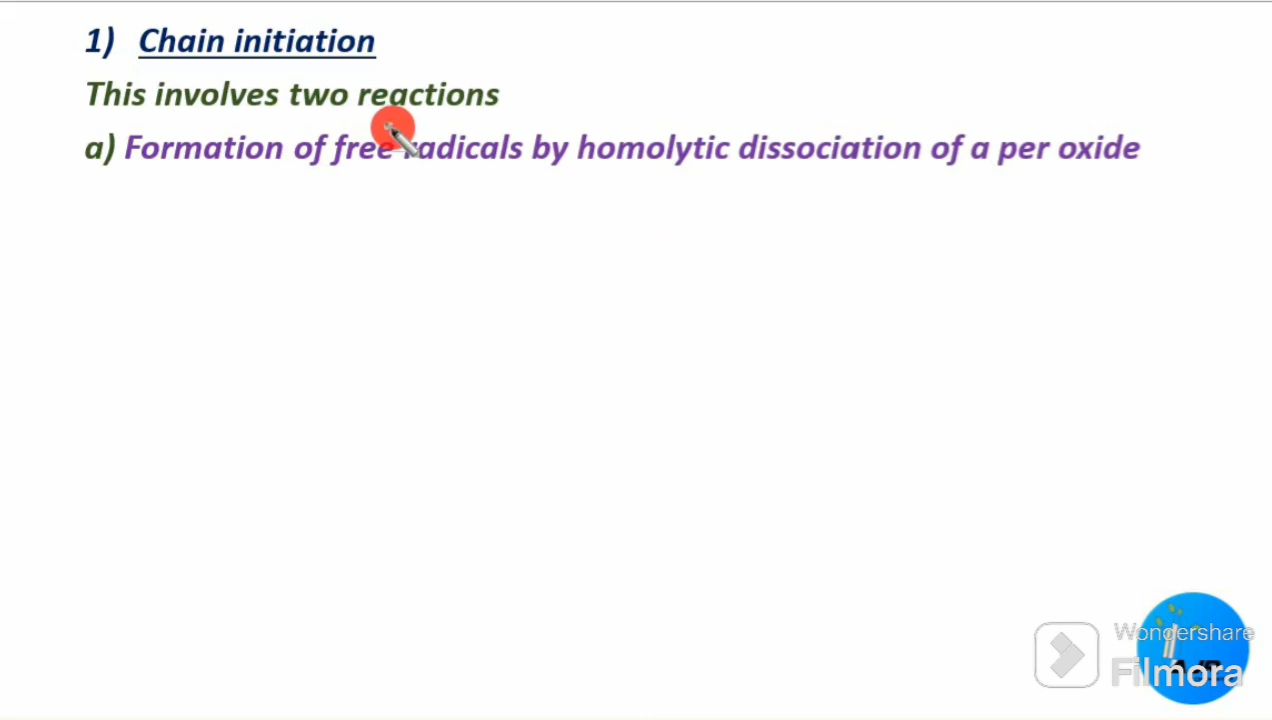 1) Chain initiation
This involves two reactions
a) Formation of free radicals by homolytic dissociation of a per oxide
Wondershare
Filmora